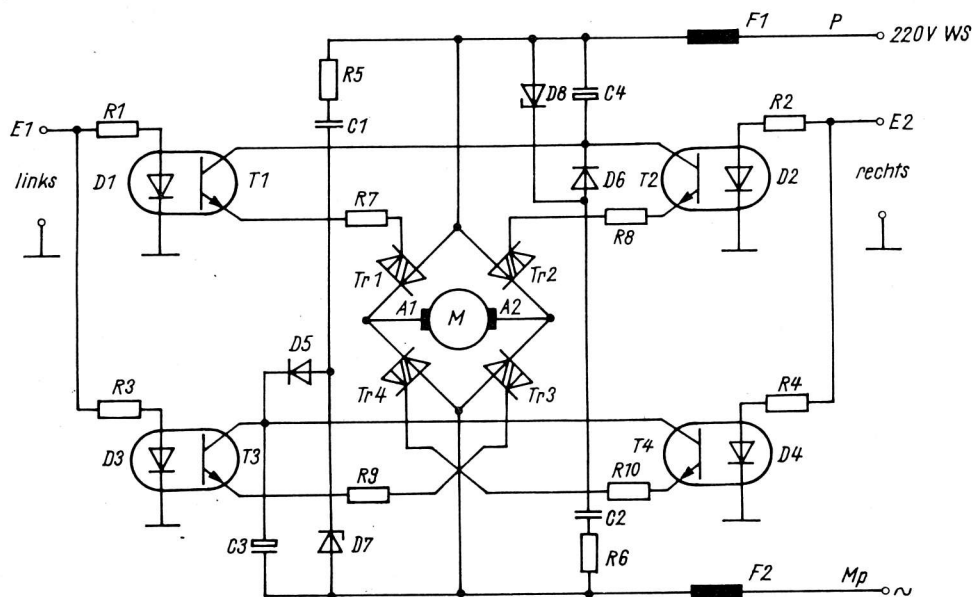 F1 P 220V WS
R5 D8 C4 R2
R1
E1 C1 E2
links D1 T1 D6 T2 D2 rechts
R7 R8
Tr1 Tr2
A1 M A2
D5
Tr4 Tr3
R3 R4
D3 T3 T4 D4
R9 R10
C3 D7 C2
R6
F2 Mp ~